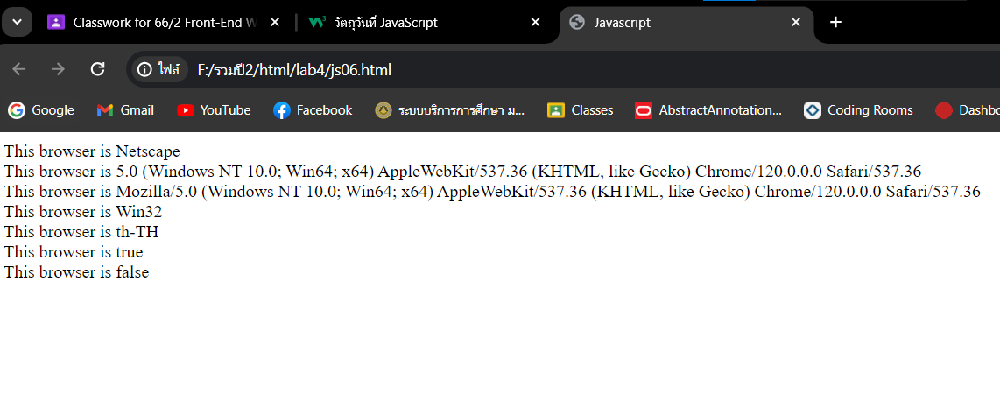 Classwork for 66/2 Front-End W
วัตถุวันที่ JavaScript
Javascript
ไฟล์ F:/รวมปี2/html/lab4/js06.html
Google Gmail YouTube Facebook ระบบบริการการศึกษา ม... Classes AbstractAnnotation... Coding Rooms Dashbo
This browser is Netscape
This browser is 5.0 (Windows NT 10.0; Win64; x64) AppleWebKit/537.36 (KHTML, like Gecko) Chrome/120.0.0.0 Safari/537.36
This browser is Mozilla/5.0 (Windows NT 10.0; Win64; x64) AppleWebKit/537.36 (KHTML, like Gecko) Chrome/120.0.0.0 Safari/537.36
This browser is Win32
This browser is th-TH
This browser is true
This browser is false